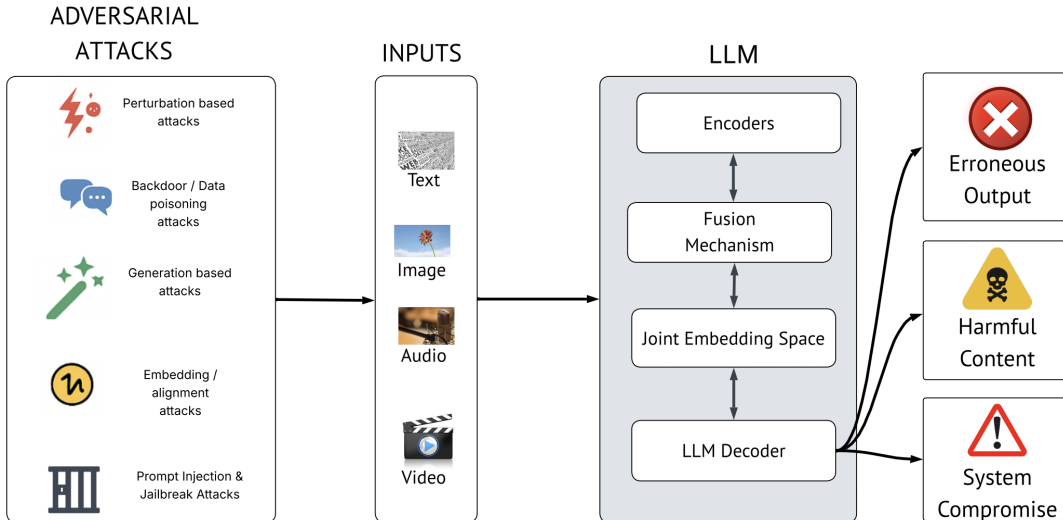 ADVERSARIAL
ATTACKS
Perturbation based
attacks
Backdoor / Data
poisoning
attacks
Generation based
attacks
Embedding /
alignment
attacks
Prompt Injection &
Jailbreak Attacks
INPUTS
Text
Image
Audio
Video
LLM
Encoders
Fusion
Mechanism
Joint Embedding Space
LLM Decoder
Erroneous
Output
Harmful
Content
System
Compromise